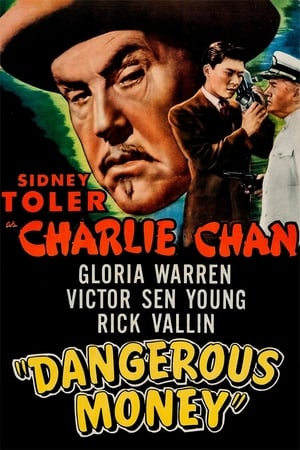 SIDNEY
TOLER
as
CHARLIE CHAN
GLORIA WARREN
VICTOR SEN YOUNG
RICK VALLIN
"DANGEROUS
MONEY"